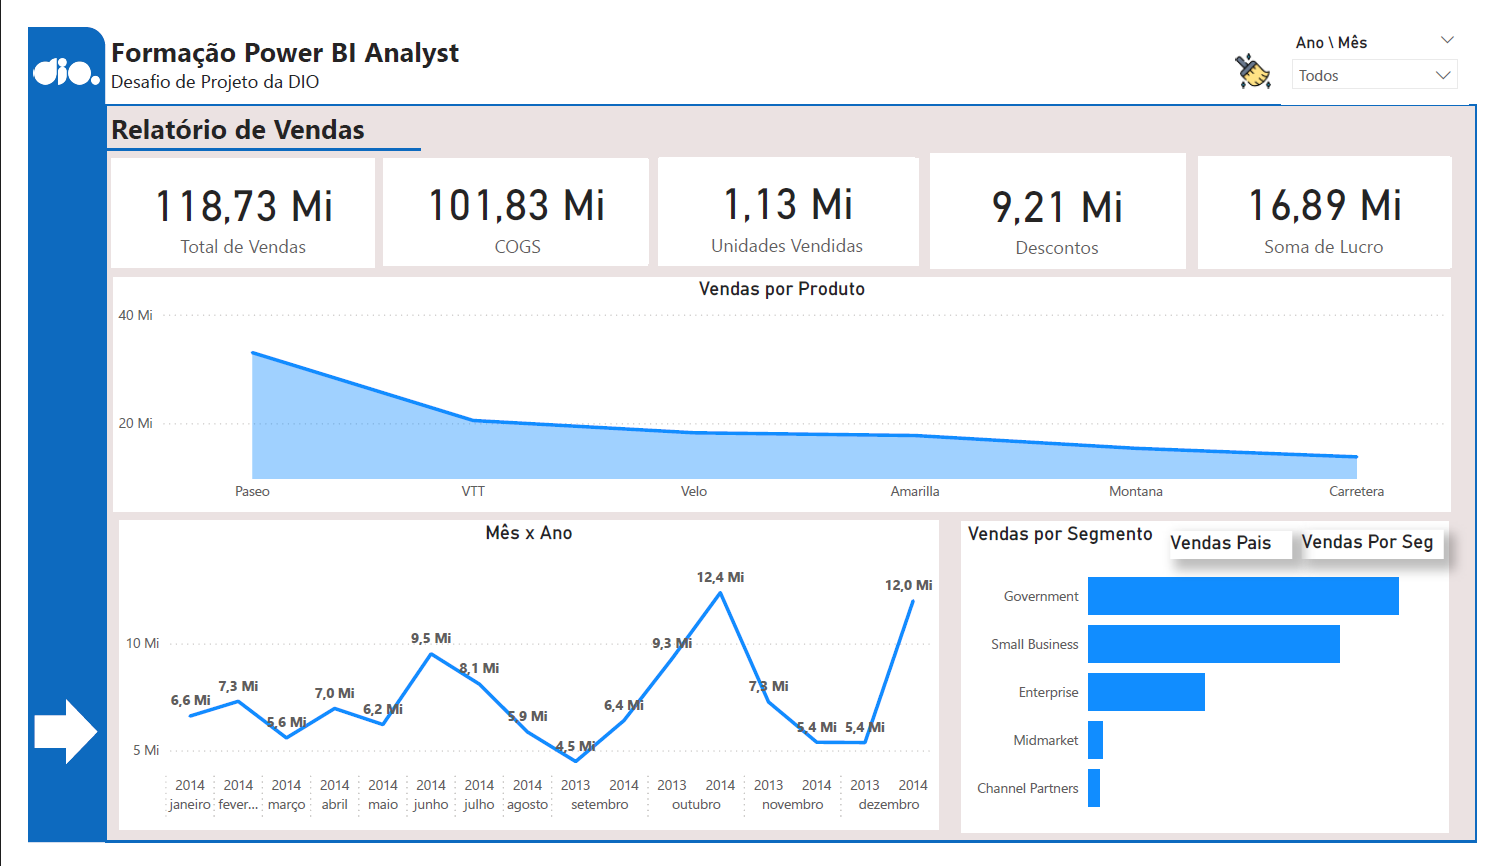 dio.
Formação Power BI Analyst
Desafio de Projeto da DIO
Ano \ Mês
Todos
Relatório de Vendas
118,73 Mi
Total de Vendas
101,83 Mi
COGS
1,13 Mi
Unidades Vendidas
9,21 Mi
Descontos
16,89 Mi
Soma de Lucro
Vendas por Produto
40 Mi
20 Mi
Paseo VTT Velo Amarilla Montana Carretera
Mês x Ano
10 Mi
5 Mi
6,6 Mi 7,3 Mi 5,6 Mi 7,0 Mi 6,2 Mi 9,5 Mi 8,1 Mi 5,9 Mi 4,5 Mi 6,4 Mi 9,3 Mi 12,4 Mi 7,3 Mi 5,4 Mi 5,4 Mi 12,0 Mi
2014 2014 2014 2014 2014 2014 2014 2014 2013 2014 2013 2014 2013 2014 2013 2014
janeiro fever... março abril maio junho julho agosto setembro outubro novembro dezembro
Vendas por Segmento
Vendas Pais
Vendas Por Seg
Government
Small Business
Enterprise
Midmarket
Channel Partners